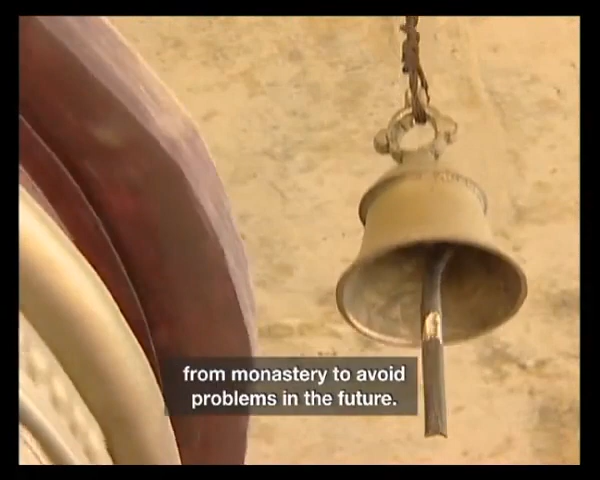 from monastery to avoid
problems in the future.